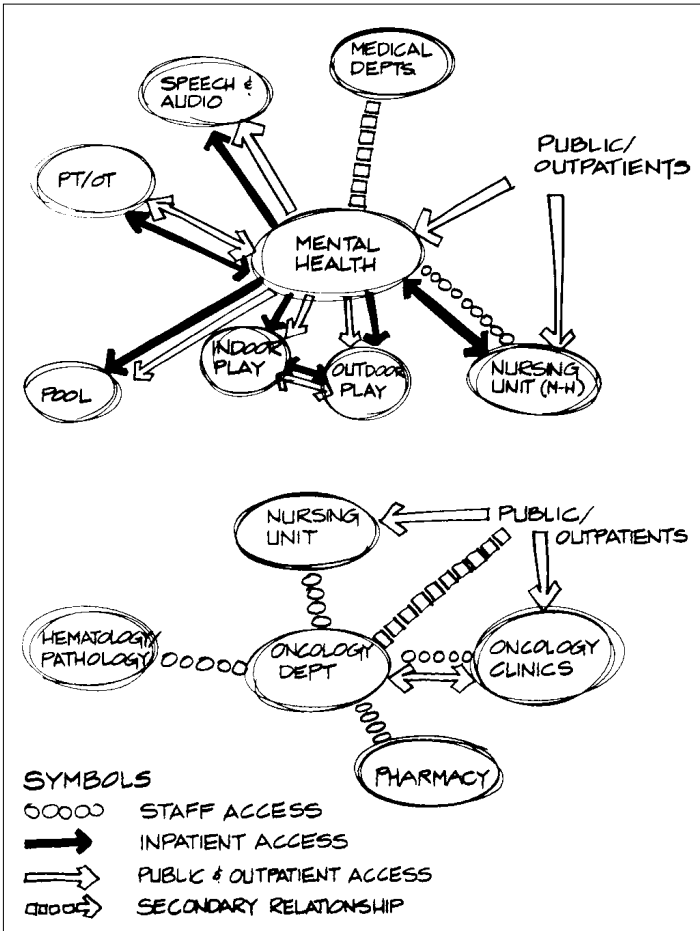 MEDICAL
DEPTS.
SPEECH &
AUDIO
PUBLIC/
OUTPATIENTS
PT/OT
MENTAL
HEALTH
INDOOR
PLAY
OUTDOOR
PLAY
NURSING
UNIT (M-H)
POOL
NURSING
UNIT
PUBLIC/
OUTPATIENTS
HEMATOLOGY/
PATHOLOGY
ONCOLOGY
DEPT
ONCOLOGY
CLINICS
PHARMACY
SYMBOLS
STAFF ACCESS
INPATIENT ACCESS
PUBLIC & OUTPATIENT ACCESS
SECONDARY RELATIONSHIP